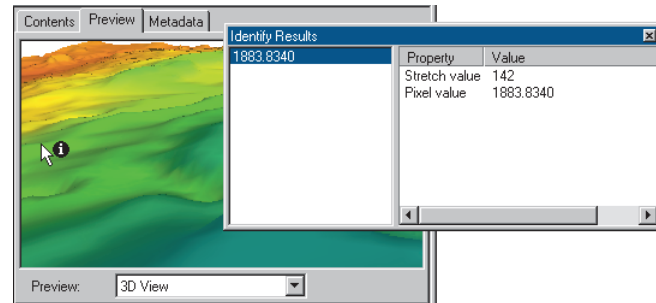 Contents Preview Metadata
Identify Results
1883.8340
Property Value
Stretch value 142
Pixel value 1883.8340
Preview: 3D View